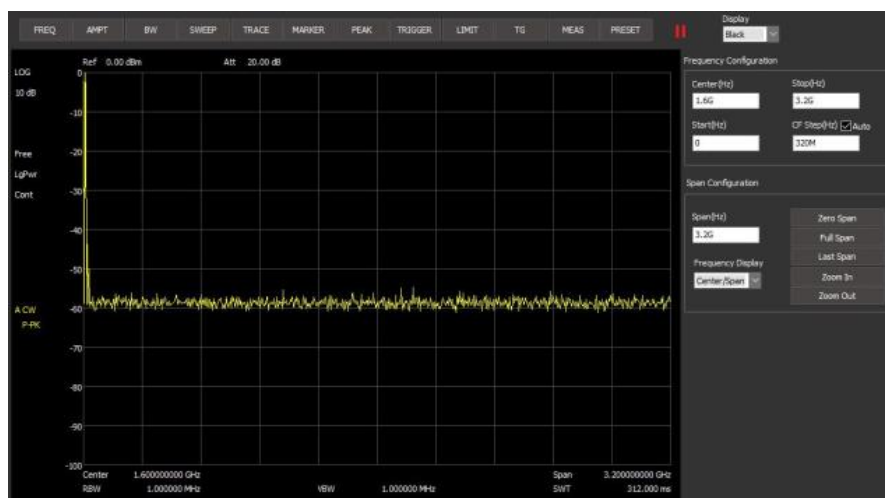 FREQ AMPT BW SWEEP TRACE MARKER PEAK TRIGGER LIMIT TG MEAS PRESET
Display
Black
Ref 0.00 dBm Att 20.00 dB
LOG
10 dB
Free
LgPwr
Cont
A CW
P-PK
0
-10
-20
-30
-40
-50
-60
-70
-80
-90
-100
Center 1.600000000 GHz Span 3.200000000 GHz
RBW 1.000000 MHz VBW 1.000000 MHz SWT 312.000 ms
Frequency Configuration
Center(Hz) Stop(Hz)
1.6G 3.2G
Start(Hz) CF Step(Hz) Auto
0 320M
Span Configuration
Span(Hz)
3.2G
Frequency Display
Center/Span
Zero Span
Full Span
Last Span
Zoom In
Zoom Out